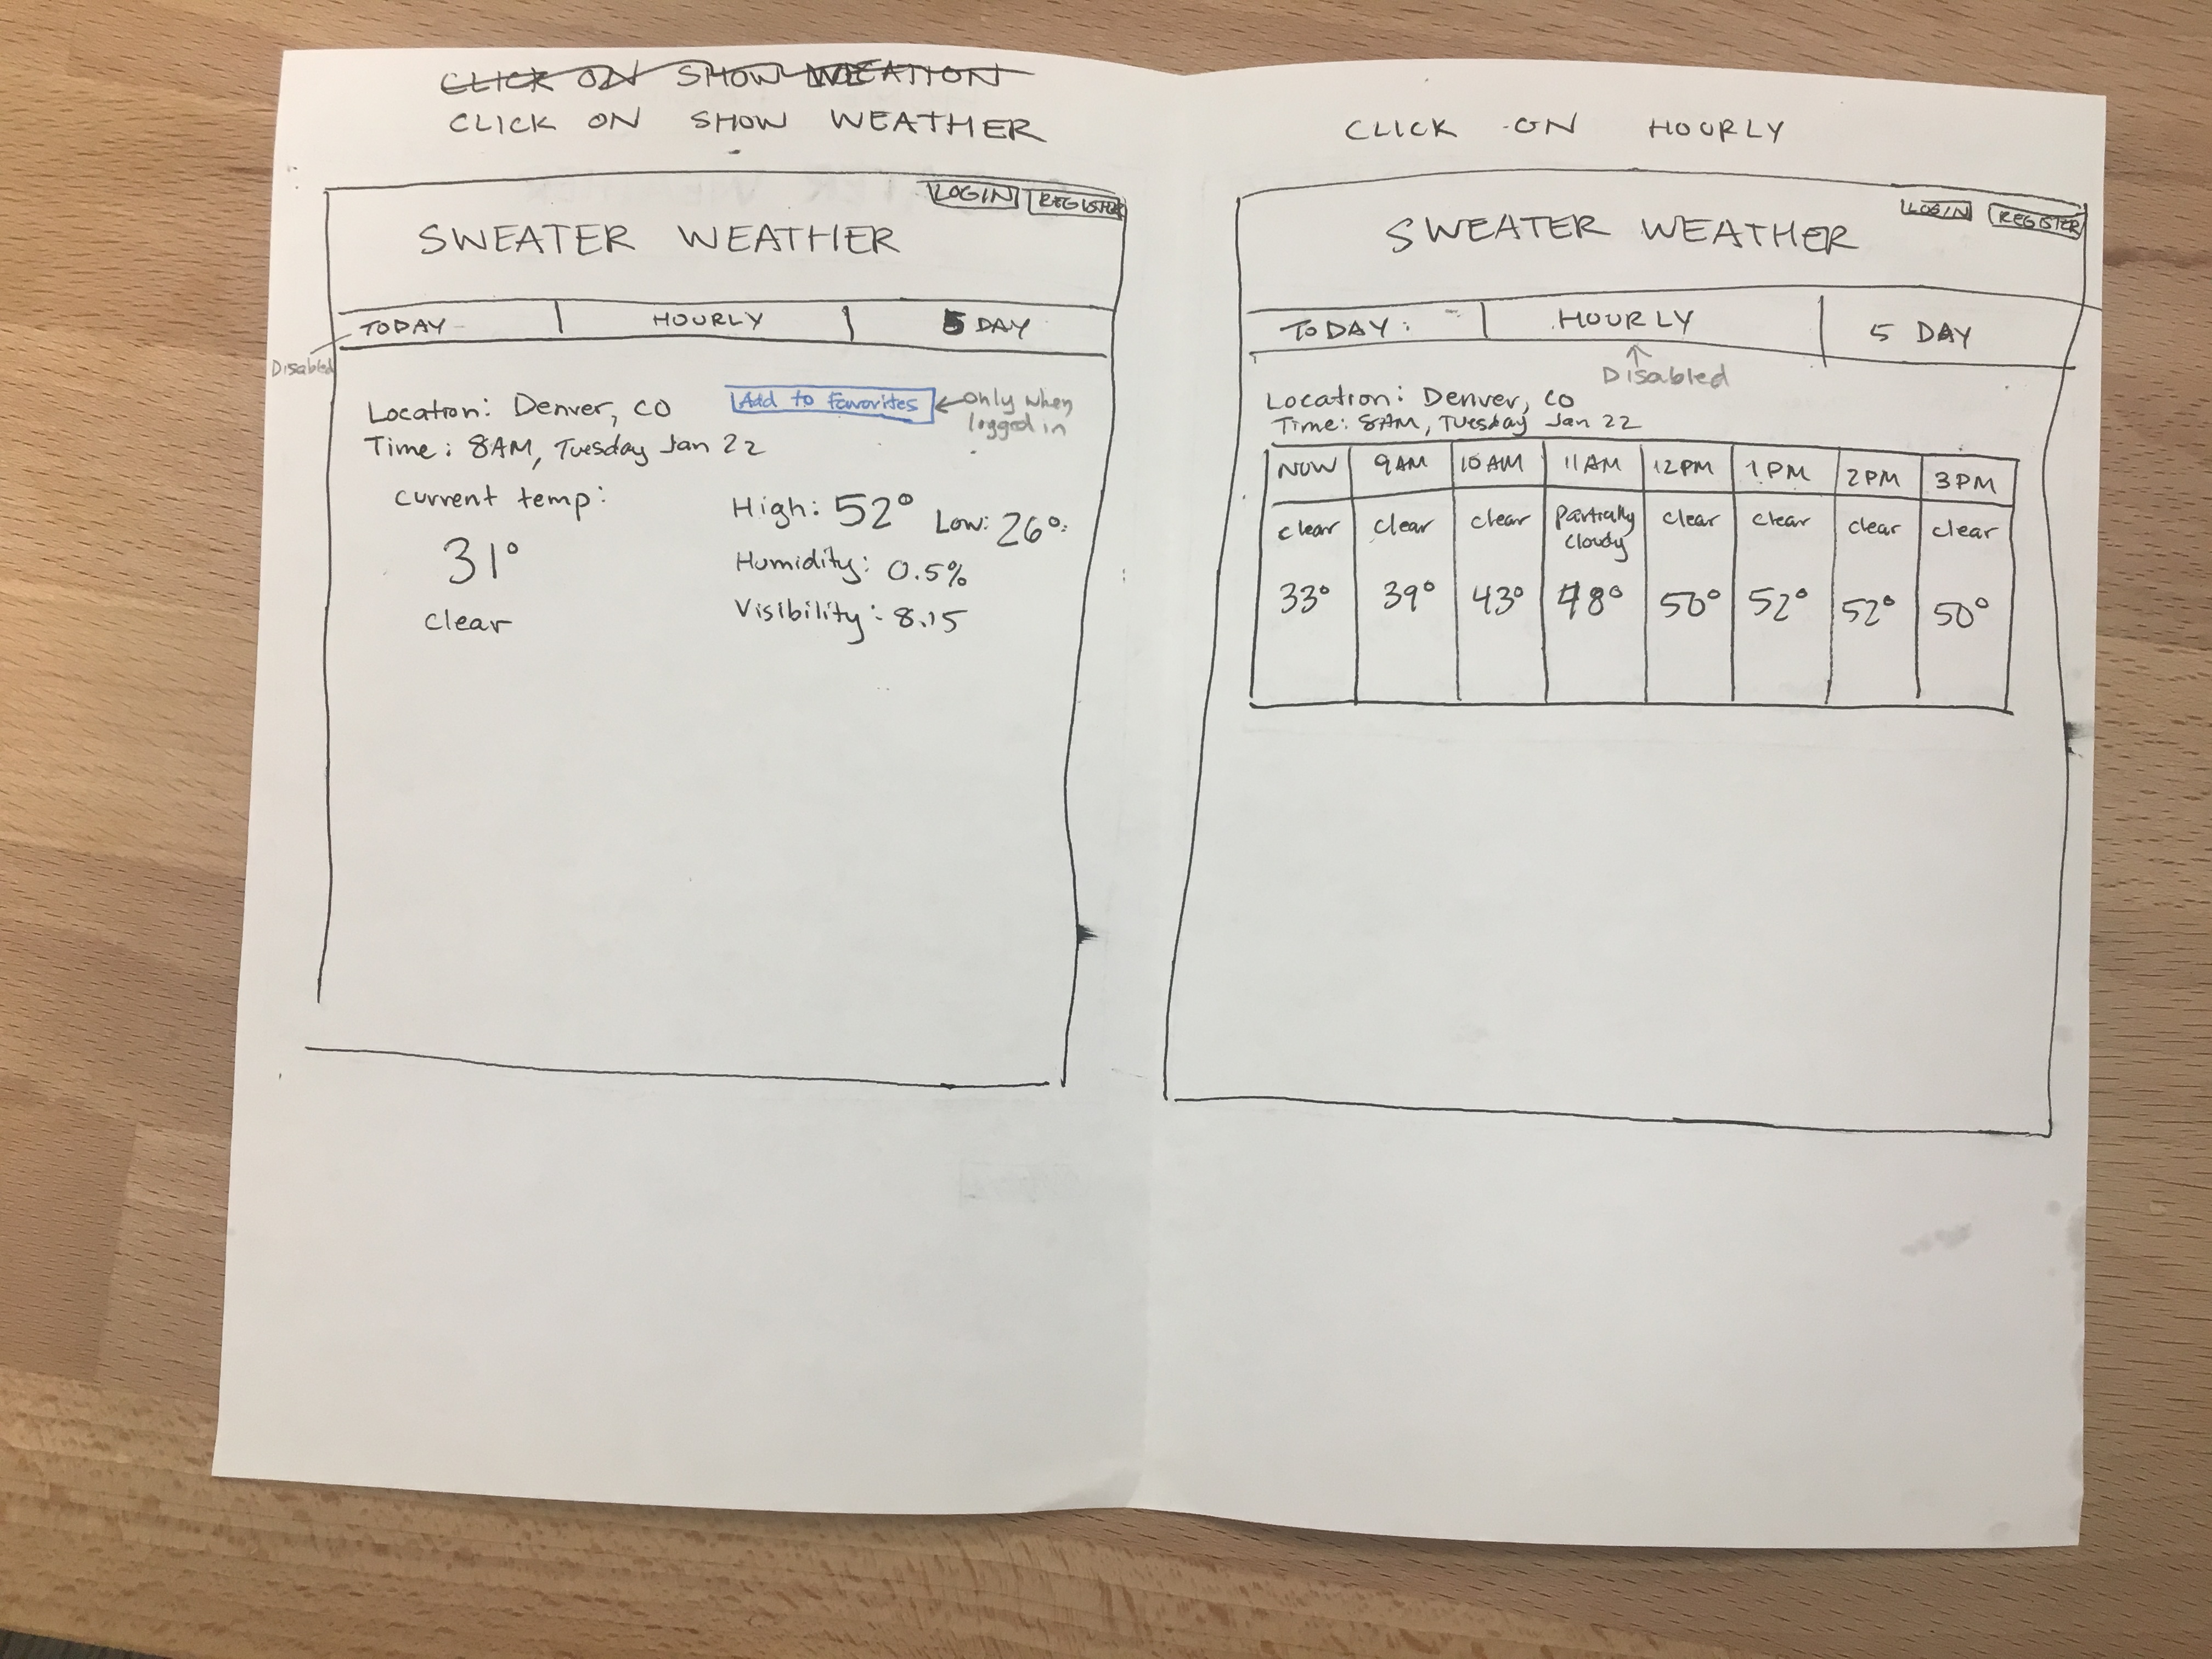 CLICK ON SHOW WEATION
CLICK ON SHOW WEATHER
LOGIN REGISTER
SWEATER WEATHER
TODAY HOURLY 5 DAY
Disabled
Location: Denver, CO Add to favorites ← only when
logged in
Time: 8AM, Tuesday Jan 22
current temp: High: 52° Low: 26°
31° Humidity: 0.5%
clear Visibility: 8.15
CLICK ON HOURLY
LOGIN REGISTER
SWEATER WEATHER
TODAY HOURLY 5 DAY
Disabled
Location: Denver, CO
Time: 8AM, Tuesday Jan 22
NOW 9AM 10AM 11AM 12PM 1PM 2PM 3PM
clear clear clear partially cloudy clear clear clear clear
33° 39° 43° 48° 50° 52° 52° 50°